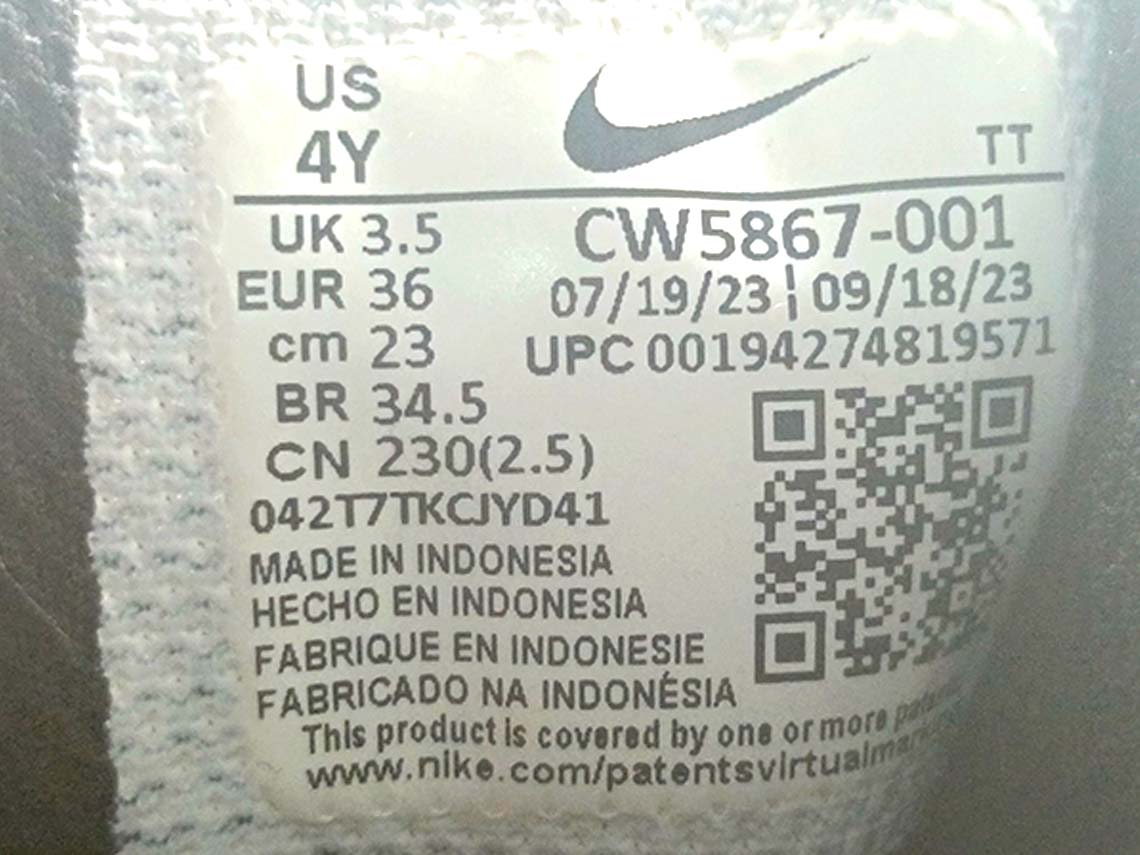 US
4Y
TT
UK 3.5
CW5867-001
EUR 36
07/19/23 ¦ 09/18/23
cm 23
UPC 00194274819571
BR 34.5
CN 230(2.5)
042T7TKCJYD41
MADE IN INDONESIA
HECHO EN INDONESIA
FABRIQUE EN INDONESIE
FABRICADO NA INDONÉSIA
This product is covered by one or more
www.nike.com/patentsvirtualmar